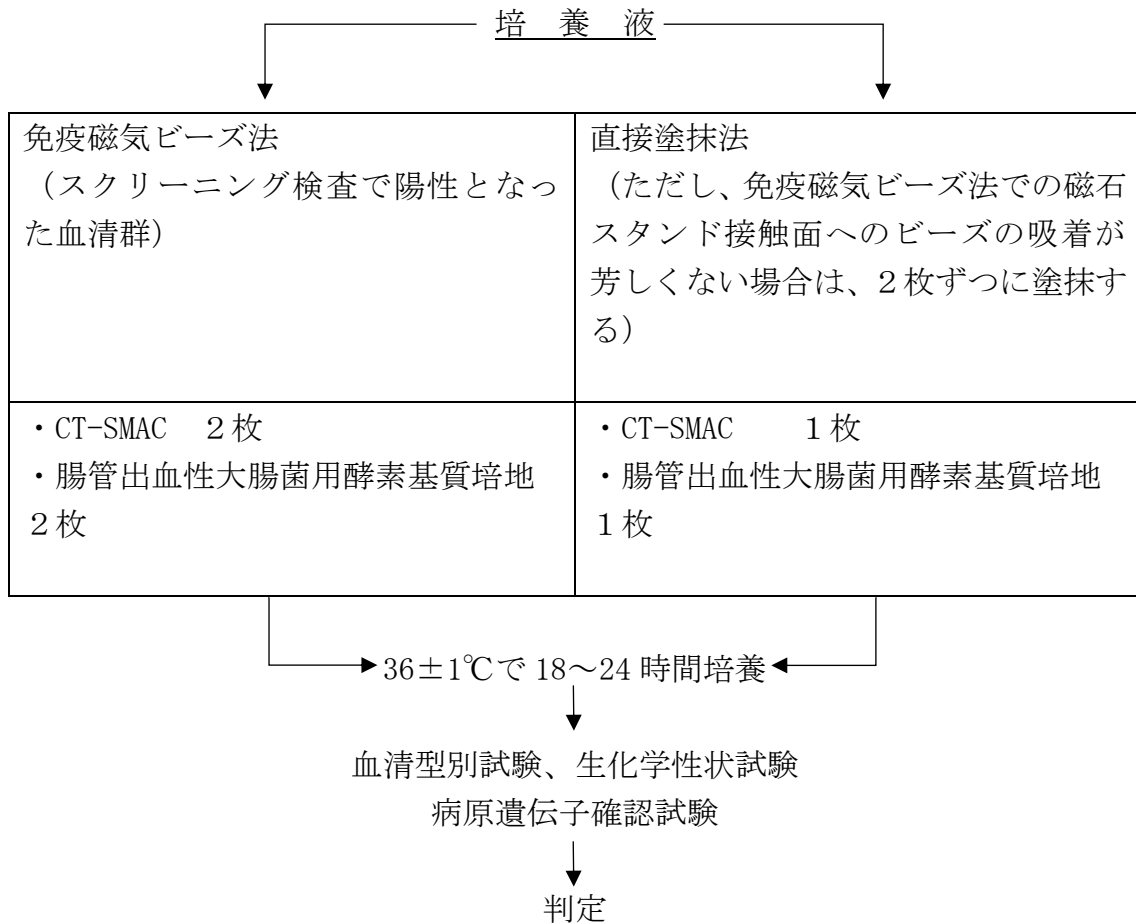 培　養　液
免疫磁気ビーズ法
（スクリーニング検査で陽性となっ
た血清群）
直接塗抹法
（ただし、免疫磁気ビーズ法での磁石
スタンド接触面へのビーズの吸着が
芳しくない場合は、２枚ずつに塗抹す
る）
・CT-SMAC　２枚
・腸管出血性大腸菌用酵素基質培地
２枚
・CT-SMAC　　１枚
・腸管出血性大腸菌用酵素基質培地
１枚
36±1℃で 18～24 時間培養
血清型別試験、生化学性状試験
病原遺伝子確認試験
判定